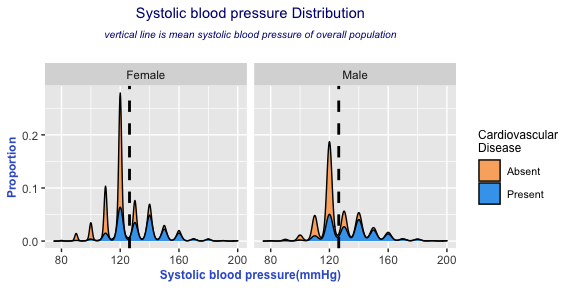 Systolic blood pressure Distribution
vertical line is mean systolic blood pressure of overall population
Female
Male
Proportion
0.2
0.1
0.0
80
120
160
200
80
120
160
200
Systolic blood pressure(mmHg)
Cardiovascular
Disease
Absent
Present